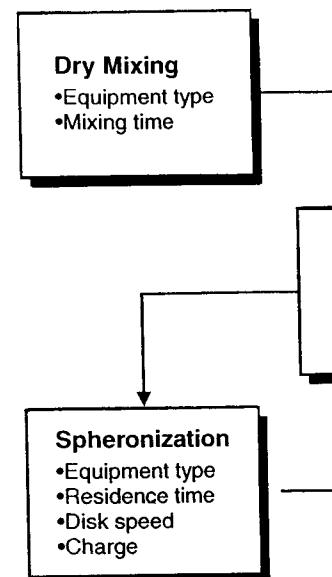 Dry Mixing
•Equipment type
•Mixing time
Spheronization
•Equipment type
•Residence time
•Disk speed
•Charge